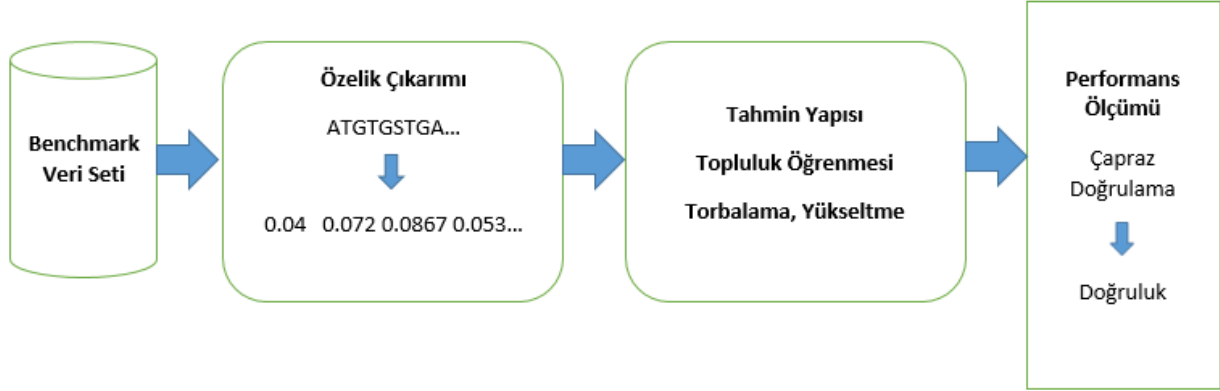 Benchmark
Veri Seti
Özelik Çıkarımı
ATGTGSTGA...
0.04 0.072 0.0867 0.053...
Tahmin Yapısı
Topluluk Öğrenmesi
Torbalama, Yükseltme
Performans
Ölçümü
Çapraz
Doğrulama
Doğruluk